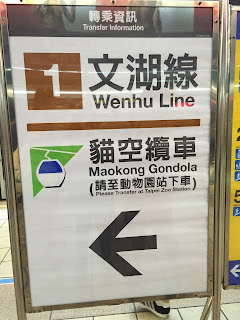 轉乘資訊
Transfer Information
1 文湖線
Wenhu Line
貓空纜車
Maokong Gondola
(請至動物園站下車)
Please Transfer at Taipei Zoo Station